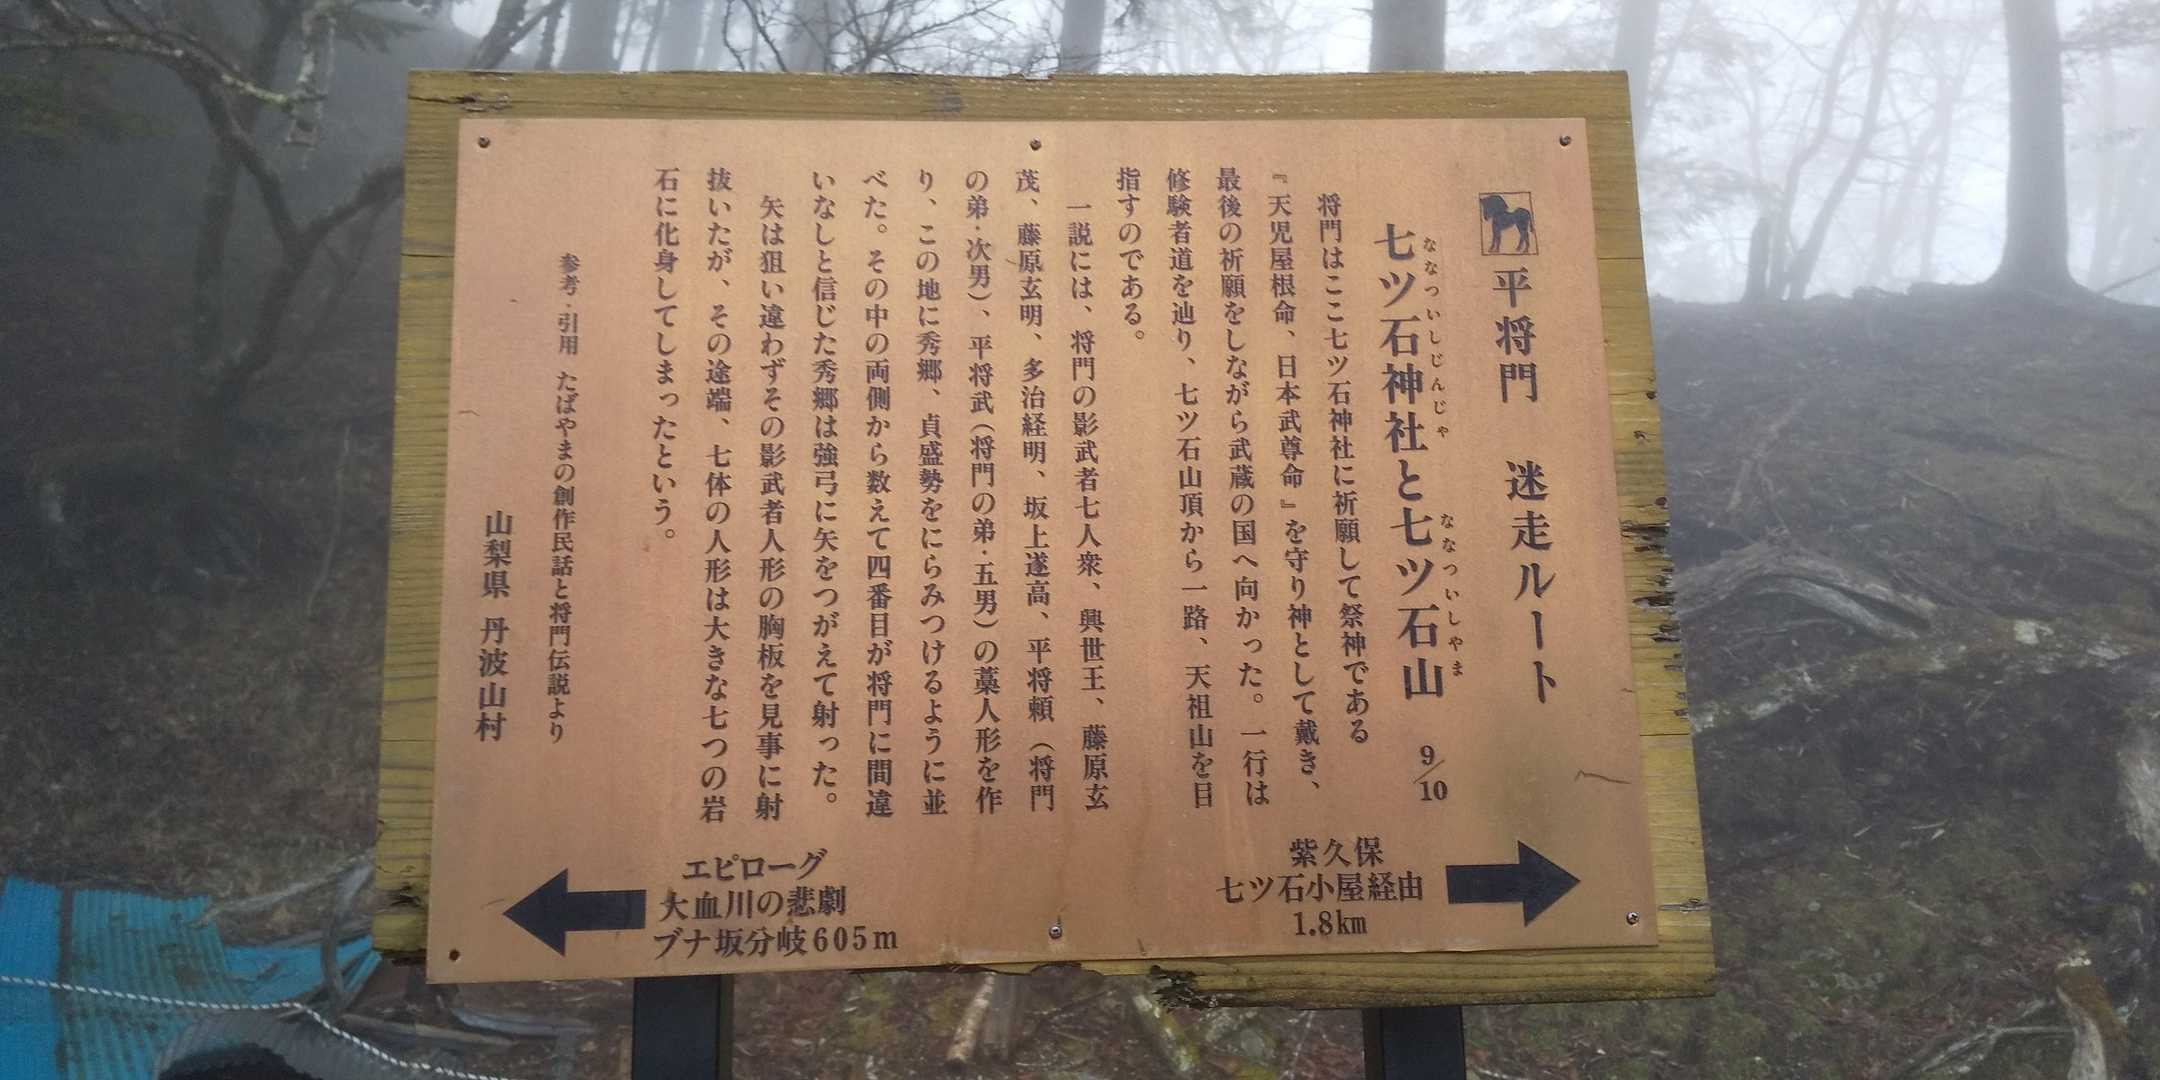 平将門 迷走ルート
七ツ石神社と七ツ石山 9/10
ななついしじんじゃ ななついしやま
将門はここ七ツ石神社に祈願して祭神である
『天児屋根命、日本武尊命』を守り神として戴き、
最後の祈願をしながら武蔵の国へ向かった。一行は
修験者道を辿り、七ツ石山頂から一路、天祖山を目
指すのである。
一説には、将門の影武者七人衆、興世王、藤原玄
茂、藤原玄明、多治経明、坂上遂高、平将頼(将門
の弟・次男)、平将武(将門の弟・五男)の藁人形を作
り、この地に秀郷、貞盛勢をにらみつけるように並
べた。その中の両側から数えて四番目が将門に間違
いなしと信じた秀郷は強弓に矢をつがえて射った。
矢は狙い違わずその影武者人形の胸板を見事に射
抜いたが、その途端、七体の人形は大きな七つの岩
石に化身してしまったという。
参考・引用 たばやまの創作民話と将門伝説より
山梨県 丹波山村
エピローグ
大血川の悲劇
ブナ坂分岐605m
紫久保
七ツ石小屋経由
1.8km